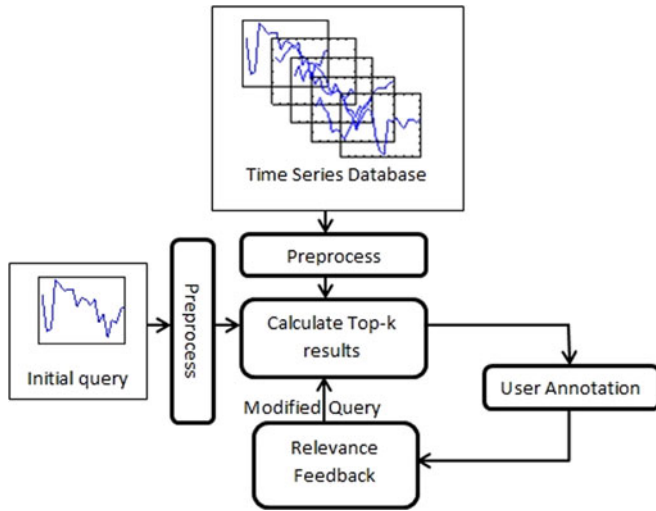 Time Series Database
Preprocess
Preprocess
Calculate Top-k
results
Initial query
User Annotation
Modified Query
Relevance
Feedback